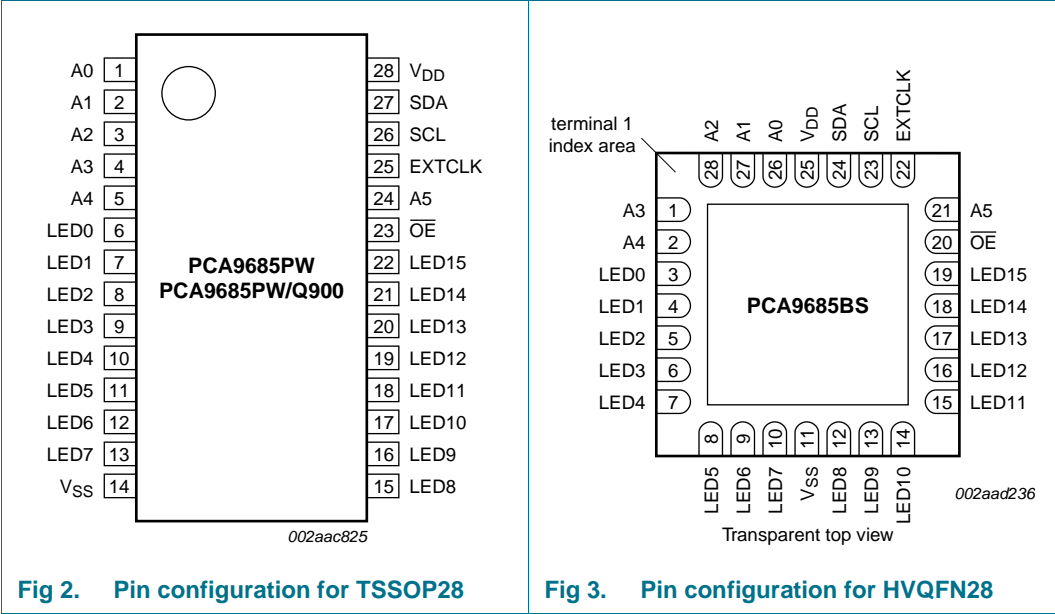 A0 1
A1 2
A2 3
A3 4
A4 5
LED0 6
LED1 7
LED2 8
LED3 9
LED4 10
LED5 11
LED6 12
LED7 13
VSS 14
PCA9685PW
PCA9685PW/Q900
28 VDD
27 SDA
26 SCL
25 EXTCLK
24 A5
23 OE
22 LED15
21 LED14
20 LED13
19 LED12
18 LED11
17 LED10
16 LED9
15 LED8
002aac825
Fig 2. Pin configuration for TSSOP28
terminal 1
index area
A2 A1 A0 VDD SDA SCL EXTCLK
28 27 26 25 24 23 22
A3 1
A4 2
LED0 3
LED1 4
LED2 5
LED3 6
LED4 7
PCA9685BS
21 A5
20 OE
19 LED15
18 LED14
17 LED13
16 LED12
15 LED11
8 9 10 11 12 13 14
LED5 LED6 LED7 VSS LED8 LED9 LED10
002aad236
Transparent top view
Fig 3. Pin configuration for HVQFN28